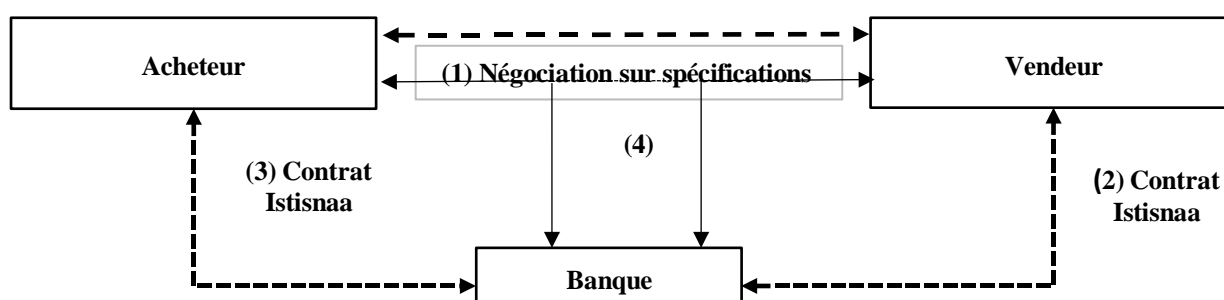 Acheteur
(1) Négociation sur spécifications
Vendeur
(4)
(3) Contrat
Istisnaa
(2) Contrat
Istisnaa
Banque